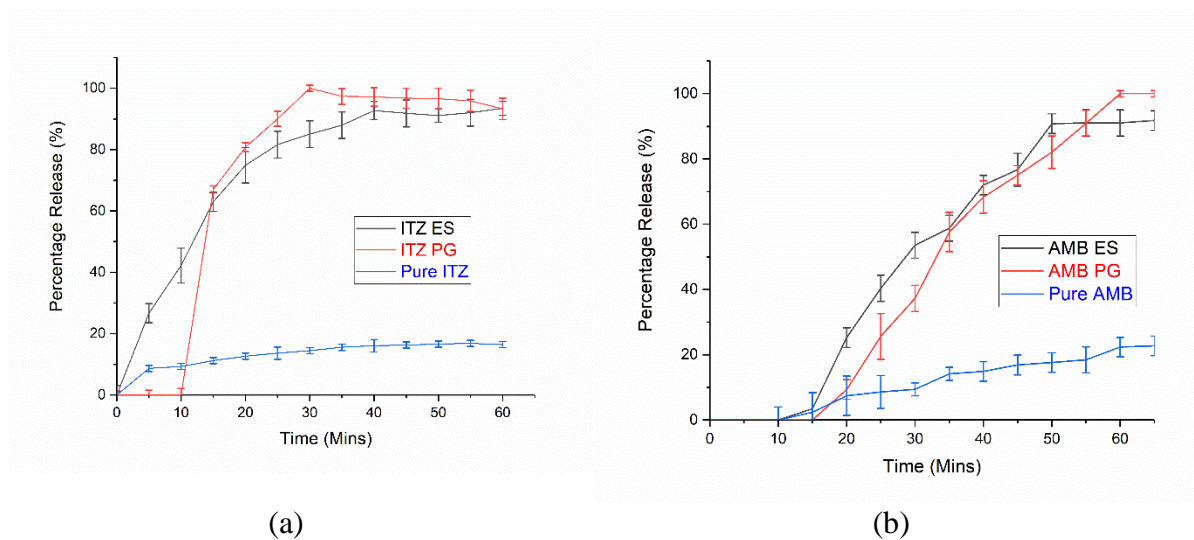 100
80
60
40
20
0
Percentage Release (%)
ITZ ES
ITZ PG
Pure ITZ
0 10 20 30 40 50 60
Time (Mins)
(a)
100
80
60
40
20
0
Percentage Release (%)
AMB ES
AMB PG
Pure AMB
0 10 20 30 40 50 60
Time (Mins)
(b)